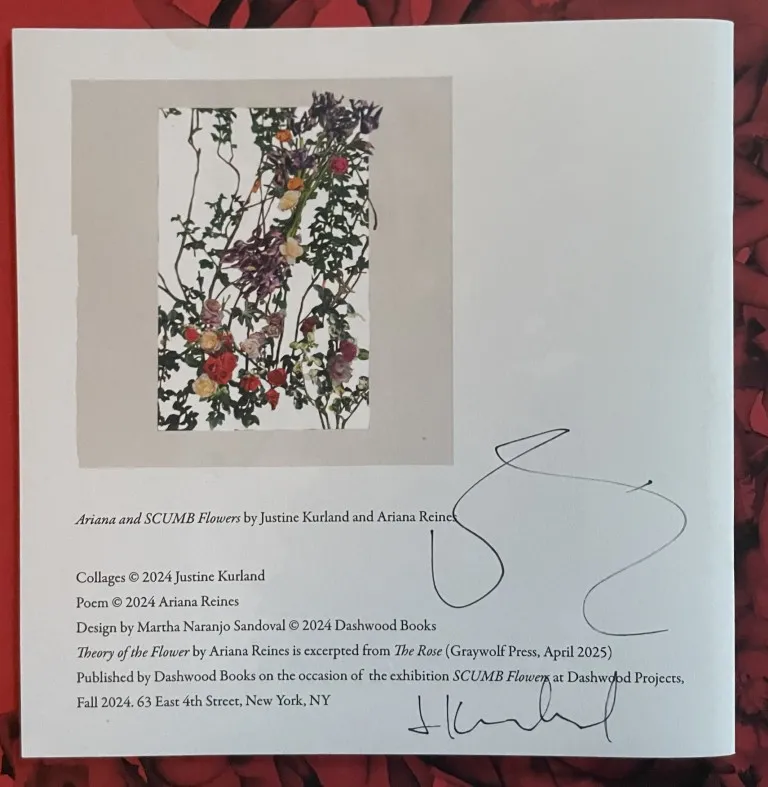 Ariana and SCUMB Flowers by Justine Kurland and Ariana Reines
Collages © 2024 Justine Kurland
Poem © 2024 Ariana Reines
Design by Martha Naranjo Sandoval © 2024 Dashwood Books
Theory of the Flower by Ariana Reines is excerpted from The Rose (Graywolf Press, April 2025)
Published by Dashwood Books on the occasion of the exhibition SCUMB Flowers at Dashwood Projects,
Fall 2024. 63 East 4th Street, New York, NY